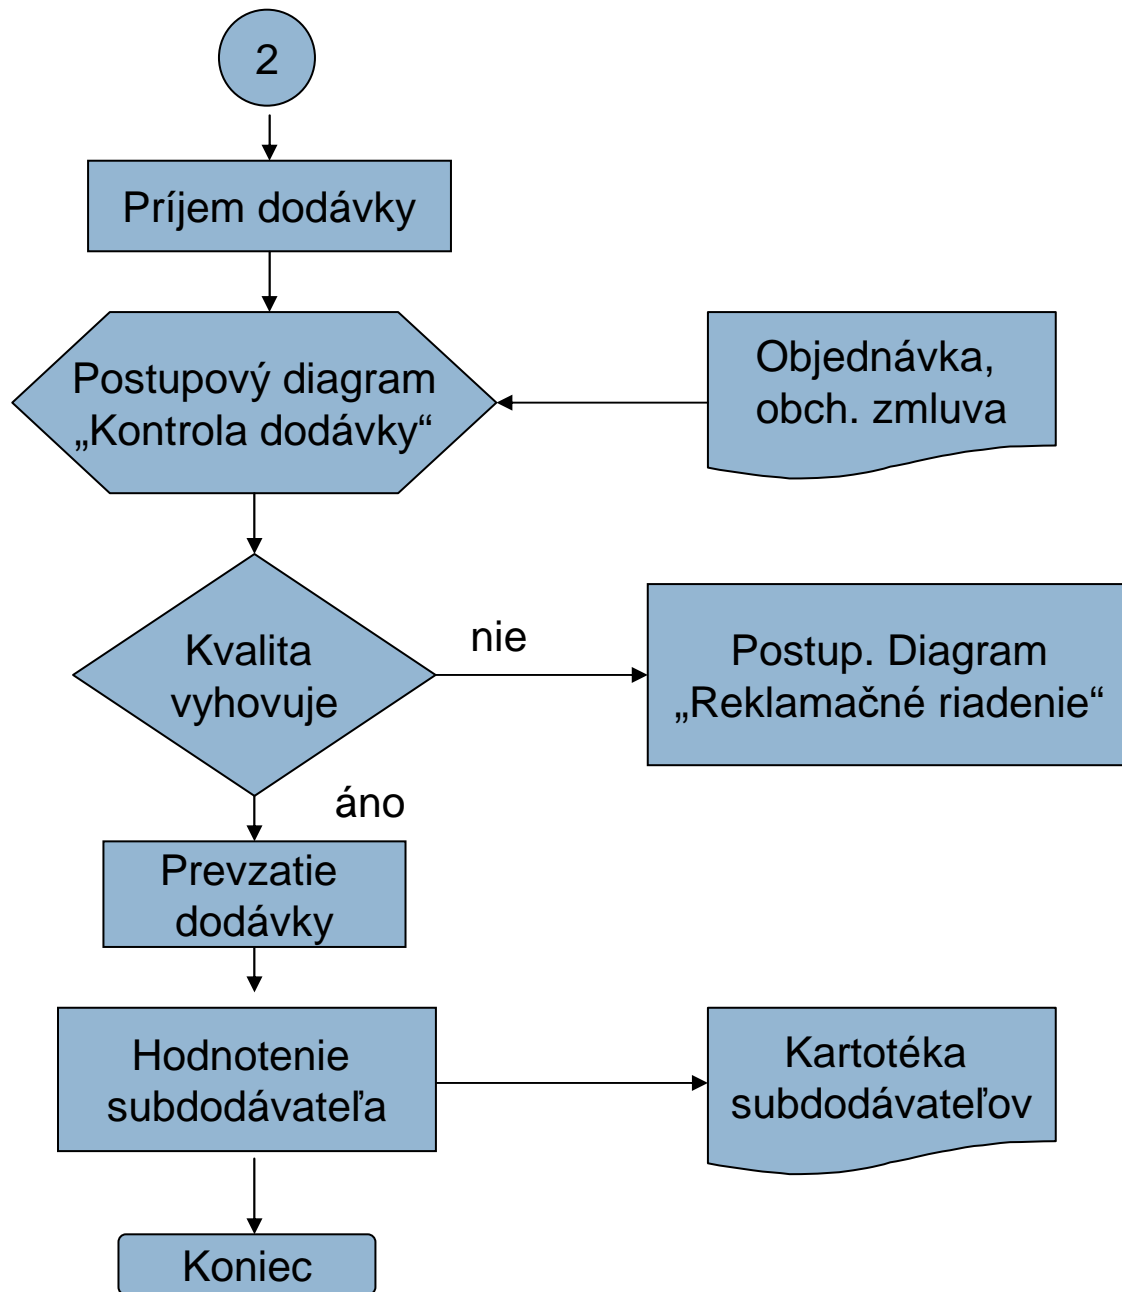 2
Príjem dodávky
Postupový diagram
„Kontrola dodávky“
Objednávka,
obch. zmluva
Kvalita
vyhovuje
nie
Postup. Diagram
„Reklamačné riadenie“
áno
Prevzatie
dodávky
Hodnotenie
subdodávateľa
Kartotéka
subdodávateľov
Koniec